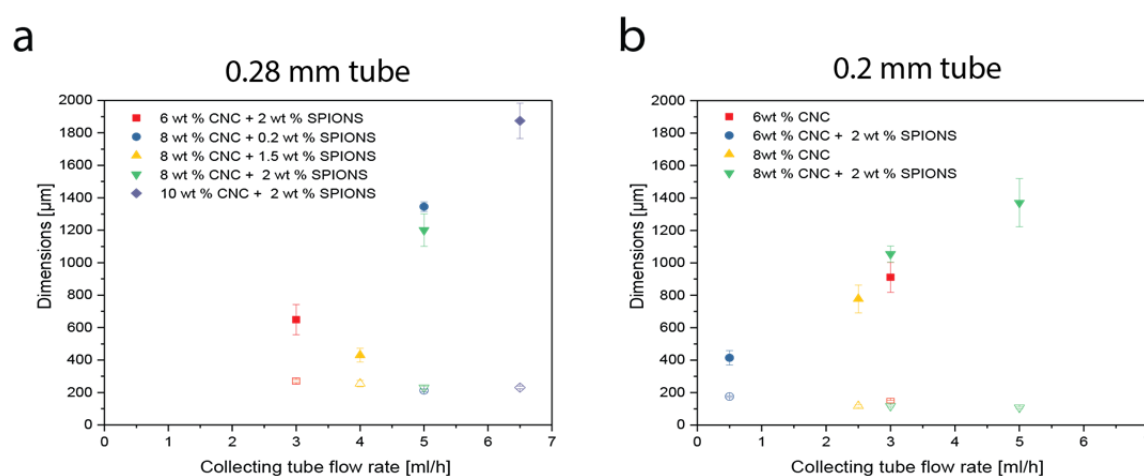 a
0.28 mm tube
2000
1800
1600
1400
1200
1000
800
600
400
200
0
Dimensions [µm]
6 wt % CNC + 2 wt % SPIONS
8 wt % CNC + 0.2 wt % SPIONS
8 wt % CNC + 1.5 wt % SPIONS
8 wt % CNC + 2 wt % SPIONS
10 wt % CNC + 2 wt % SPIONS
0 1 2 3 4 5 6 7
Collecting tube flow rate [ml/h]
b
0.2 mm tube
2000
1800
1600
1400
1200
1000
800
600
400
200
0
Dimensions [µm]
6wt % CNC
6wt % CNC + 2 wt % SPIONS
8wt % CNC
8wt % CNC + 2 wt % SPIONS
0 1 2 3 4 5 6
Collecting tube flow rate [ml/h]